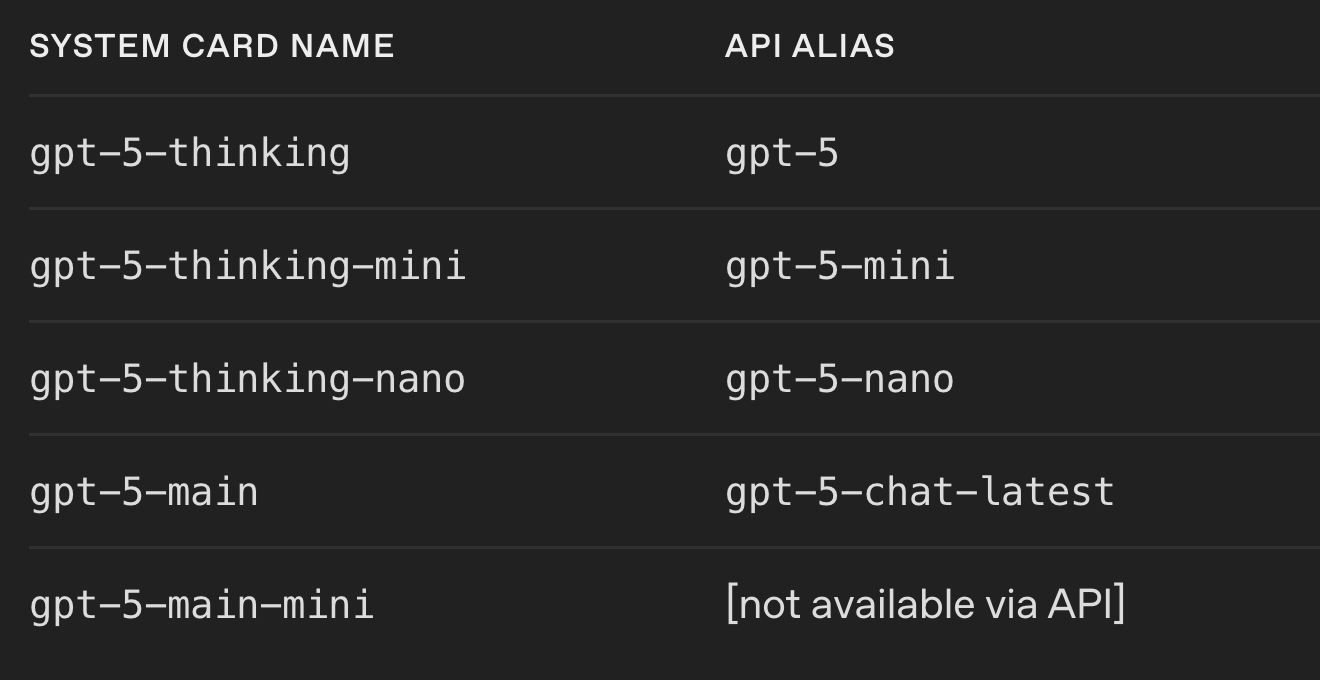 SYSTEM CARD NAME API ALIAS
gpt-5-thinking gpt-5
gpt-5-thinking-mini gpt-5-mini
gpt-5-thinking-nano gpt-5-nano
gpt-5-main gpt-5-chat-latest
gpt-5-main-mini [not available via API]